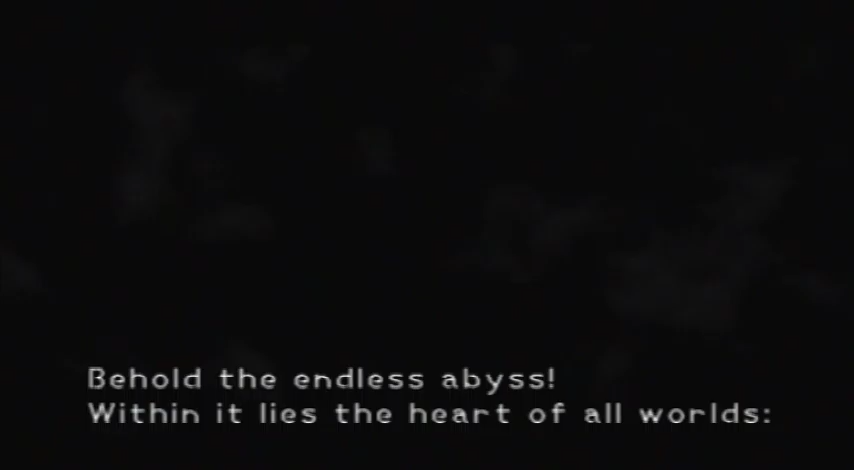 Behold the endless abyss!
Within it lies the heart of all worlds: